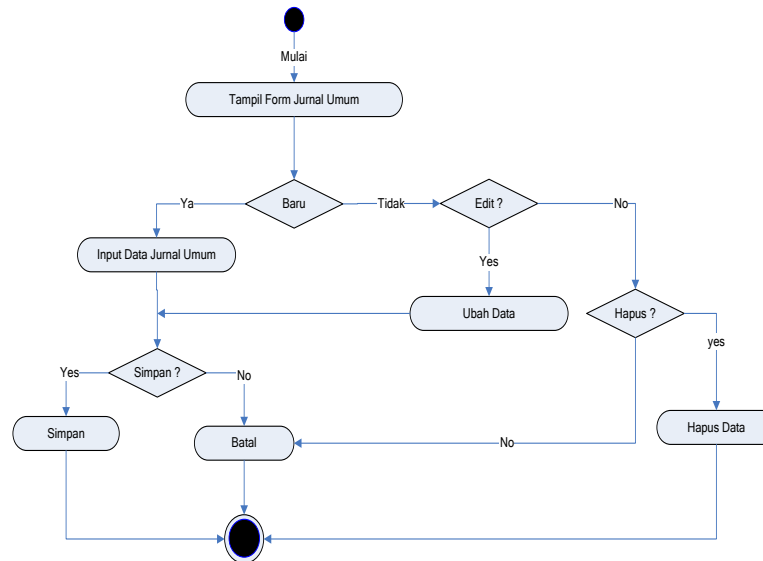 Mulai
Tampil Form Jurnal Umum
Baru
Ya
Tidak
Edit ?
No
Input Data Jurnal Umum
Yes
Ubah Data
Hapus ?
yes
Simpan ?
Yes
No
Simpan
Batal
No
Hapus Data